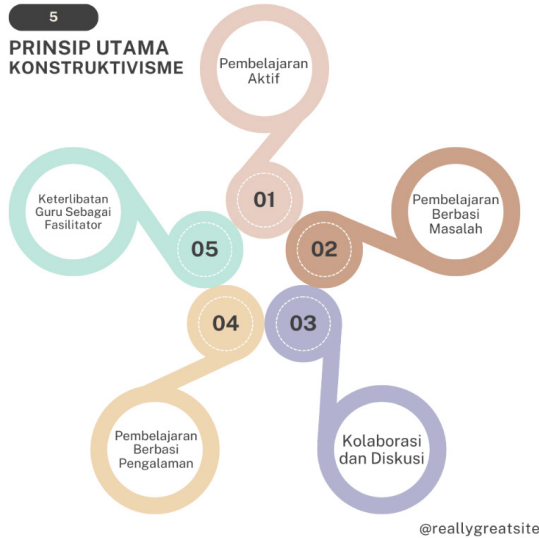 5
PRINSIP UTAMA
KONSTRUKTIVISME
Pembelajaran
Aktif
01
Pembelajaran
Berbasi
Masalah
02
Kolaborasi
dan Diskusi
03
Pembelajaran
Berbasi
Pengalaman
04
Keterlibatan
Guru Sebagai
Fasilitator
05
@reallygreatsite